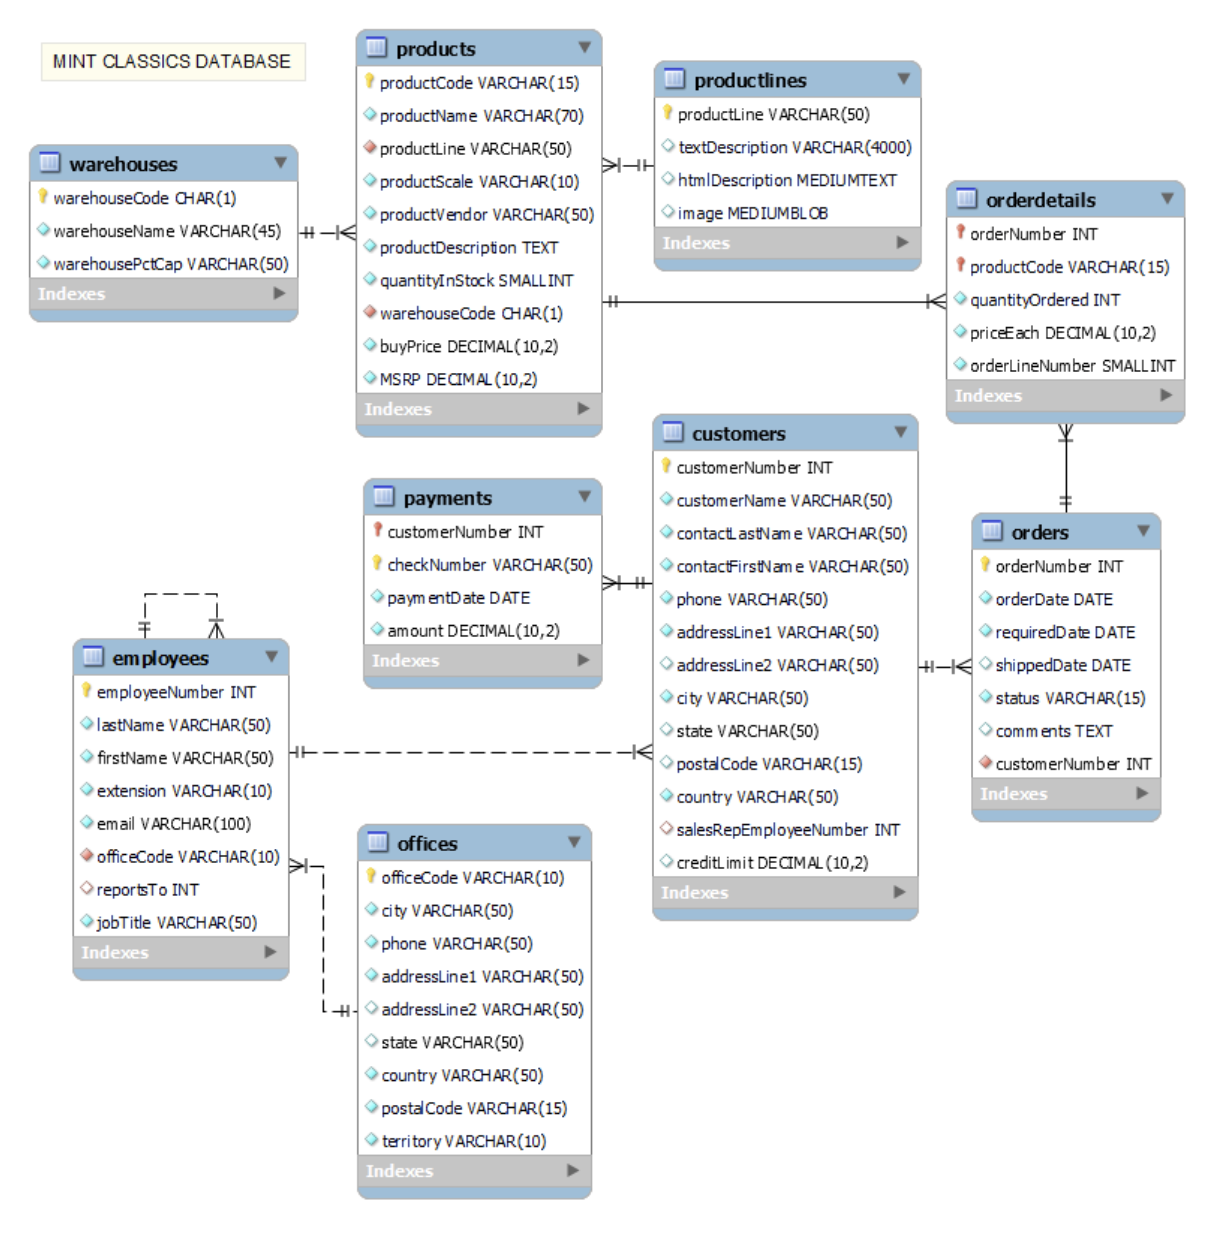 MINT CLASSICS DATABASE
warehouses
warehouseCode CHAR(1)
warehouseName VARCHAR(45)
warehousePctCap VARCHAR(50)
Indexes
products
productCode VARCHAR(15)
productName VARCHAR(70)
productLine VARCHAR(50)
productScale VARCHAR(10)
productVendor VARCHAR(50)
productDescription TEXT
quantityInStock SMALLINT
warehouseCode CHAR(1)
buyPrice DECIMAL(10,2)
MSRP DECIMAL(10,2)
Indexes
productlines
productLine VARCHAR(50)
textDescription VARCHAR(4000)
htmlDescription MEDIUMTEXT
image MEDIUMBLOB
Indexes
orderdetails
orderNumber INT
productCode VARCHAR(15)
quantityOrdered INT
priceEach DECIMAL(10,2)
orderLineNumber SMALLINT
Indexes
payments
customerNumber INT
checkNumber VARCHAR(50)
paymentDate DATE
amount DECIMAL(10,2)
Indexes
customers
customerNumber INT
customerName VARCHAR(50)
contactLastName VARCHAR(50)
contactFirstName VARCHAR(50)
phone VARCHAR(50)
addressLine1 VARCHAR(50)
addressLine2 VARCHAR(50)
city VARCHAR(50)
state VARCHAR(50)
postalCode VARCHAR(15)
country VARCHAR(50)
salesRepEmployeeNumber INT
creditLimit DECIMAL(10,2)
Indexes
orders
orderNumber INT
orderDate DATE
requiredDate DATE
shippedDate DATE
status VARCHAR(15)
comments TEXT
customerNumber INT
Indexes
employees
employeeNumber INT
lastName VARCHAR(50)
firstName VARCHAR(50)
extension VARCHAR(10)
email VARCHAR(100)
officeCode VARCHAR(10)
reportsTo INT
jobTitle VARCHAR(50)
Indexes
offices
officeCode VARCHAR(10)
city VARCHAR(50)
phone VARCHAR(50)
addressLine1 VARCHAR(50)
addressLine2 VARCHAR(50)
state VARCHAR(50)
country VARCHAR(50)
postalCode VARCHAR(15)
territory VARCHAR(10)
Indexes